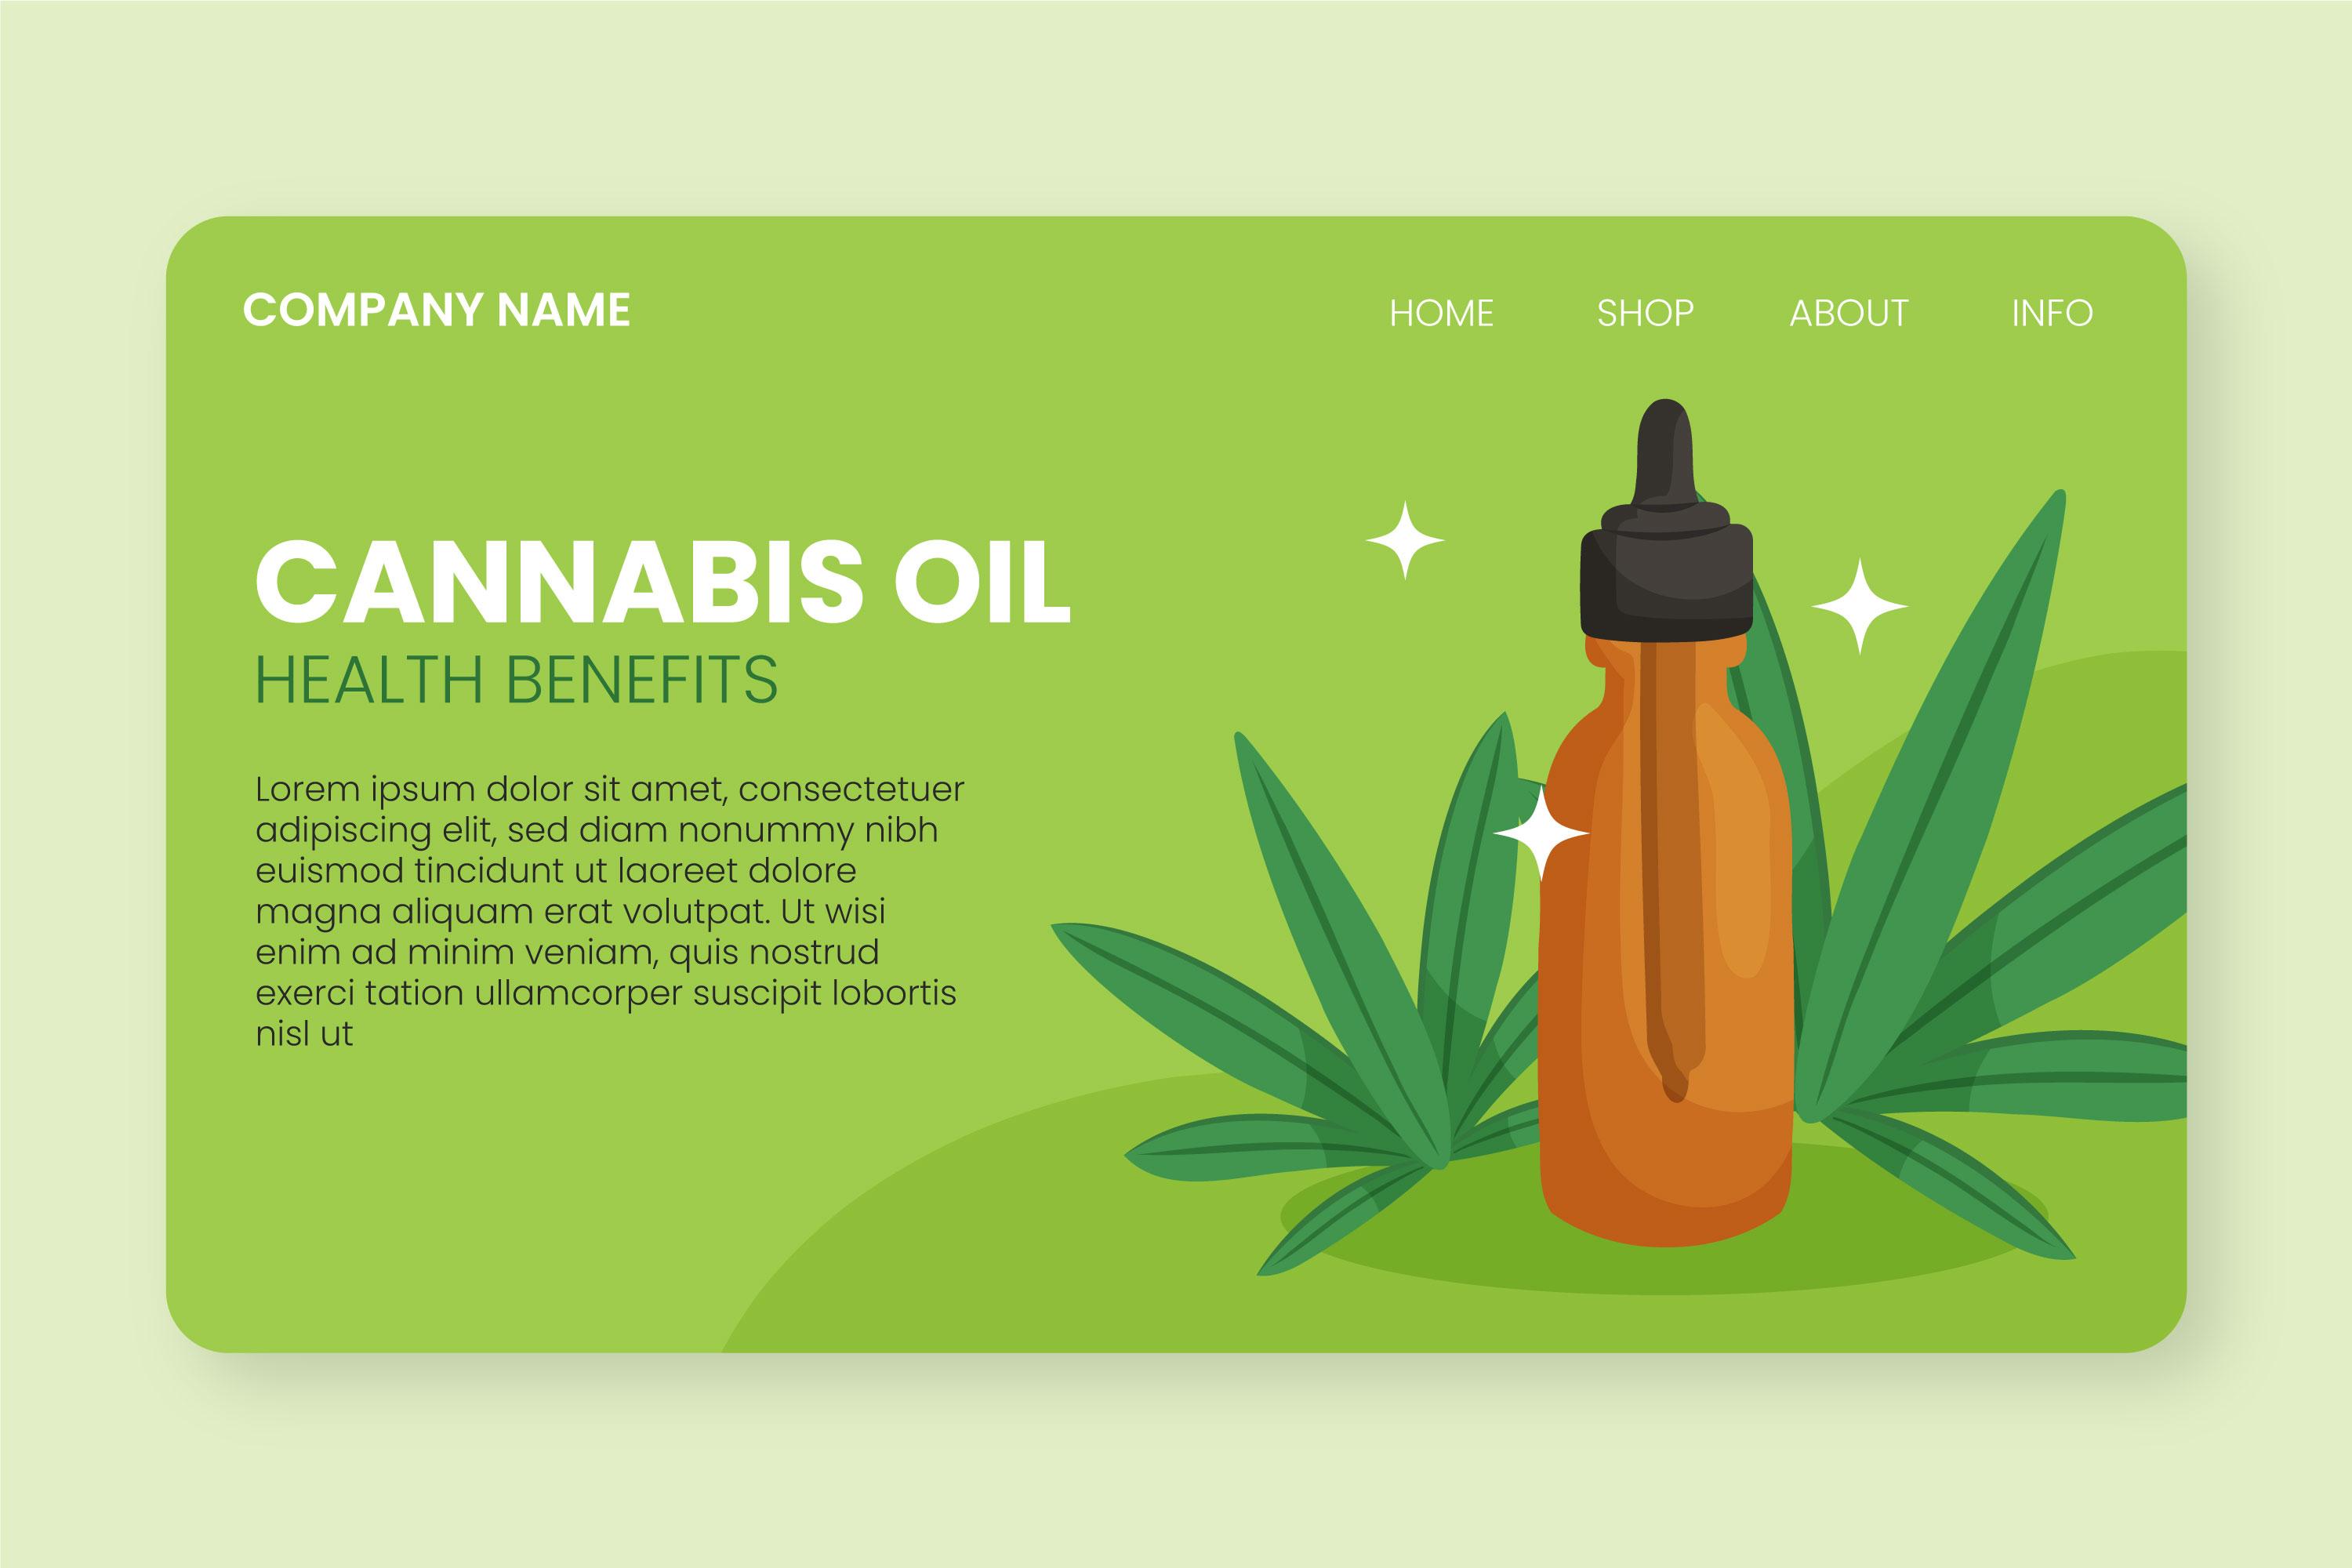 COMPANY NAME
HOME SHOP ABOUT INFO
CANNABIS OIL
HEALTH BENEFITS
Lorem ipsum dolor sit amet, consectetuer
adipiscing elit, sed diam nonummy nibh
euismod tincidunt ut laoreet dolore
magna aliquam erat volutpat. Ut wisi
enim ad minim veniam, quis nostrud
exerci tation ullamcorper suscipit lobortis
nisl ut